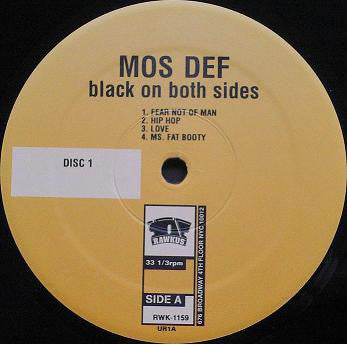 MOS DEF
black on both sides
1. FEAR NOT OF MAN
2. HIP HOP
3. LOVE
4. MS. FAT BOOTY
DISC 1
RAWKUS
33 1/3rpm
SIDE A
RWK-1159
UR1A
676 BROADWAY 4TH FLOOR NYC 10012